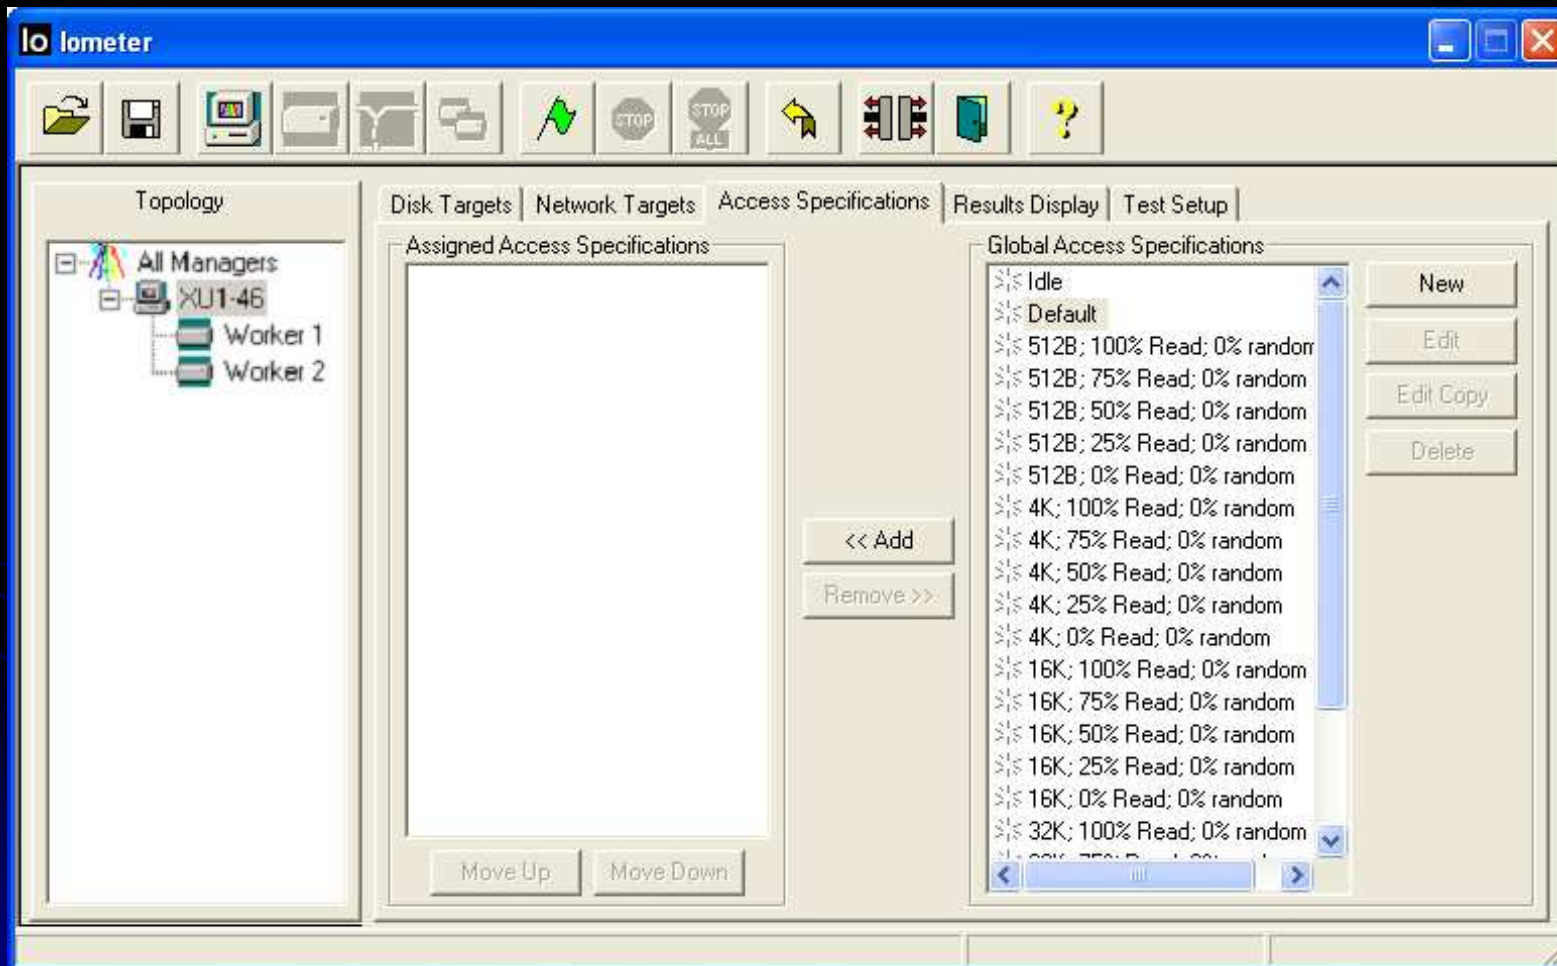 Io Iometer
STOP
STOP
ALL
?
Topology
All Managers
XU1-46
Worker 1
Worker 2
Disk Targets
Network Targets
Access Specifications
Results Display
Test Setup
Assigned Access Specifications
Move Up
Move Down
<< Add
Remove >>
Global Access Specifications
Idle
Default
512B; 100% Read; 0% random
512B; 75% Read; 0% random
512B; 50% Read; 0% random
512B; 25% Read; 0% random
512B; 0% Read; 0% random
4K; 100% Read; 0% random
4K; 75% Read; 0% random
4K; 50% Read; 0% random
4K; 25% Read; 0% random
4K; 0% Read; 0% random
16K; 100% Read; 0% random
16K; 75% Read; 0% random
16K; 50% Read; 0% random
16K; 25% Read; 0% random
16K; 0% Read; 0% random
32K; 100% Read; 0% random
New
Edit
Edit Copy
Delete